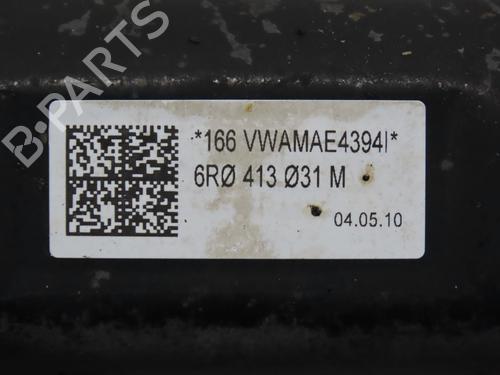 B-PARTS
*166 VWAMAE4394I*
6RØ 413 Ø31 M
04.05.10